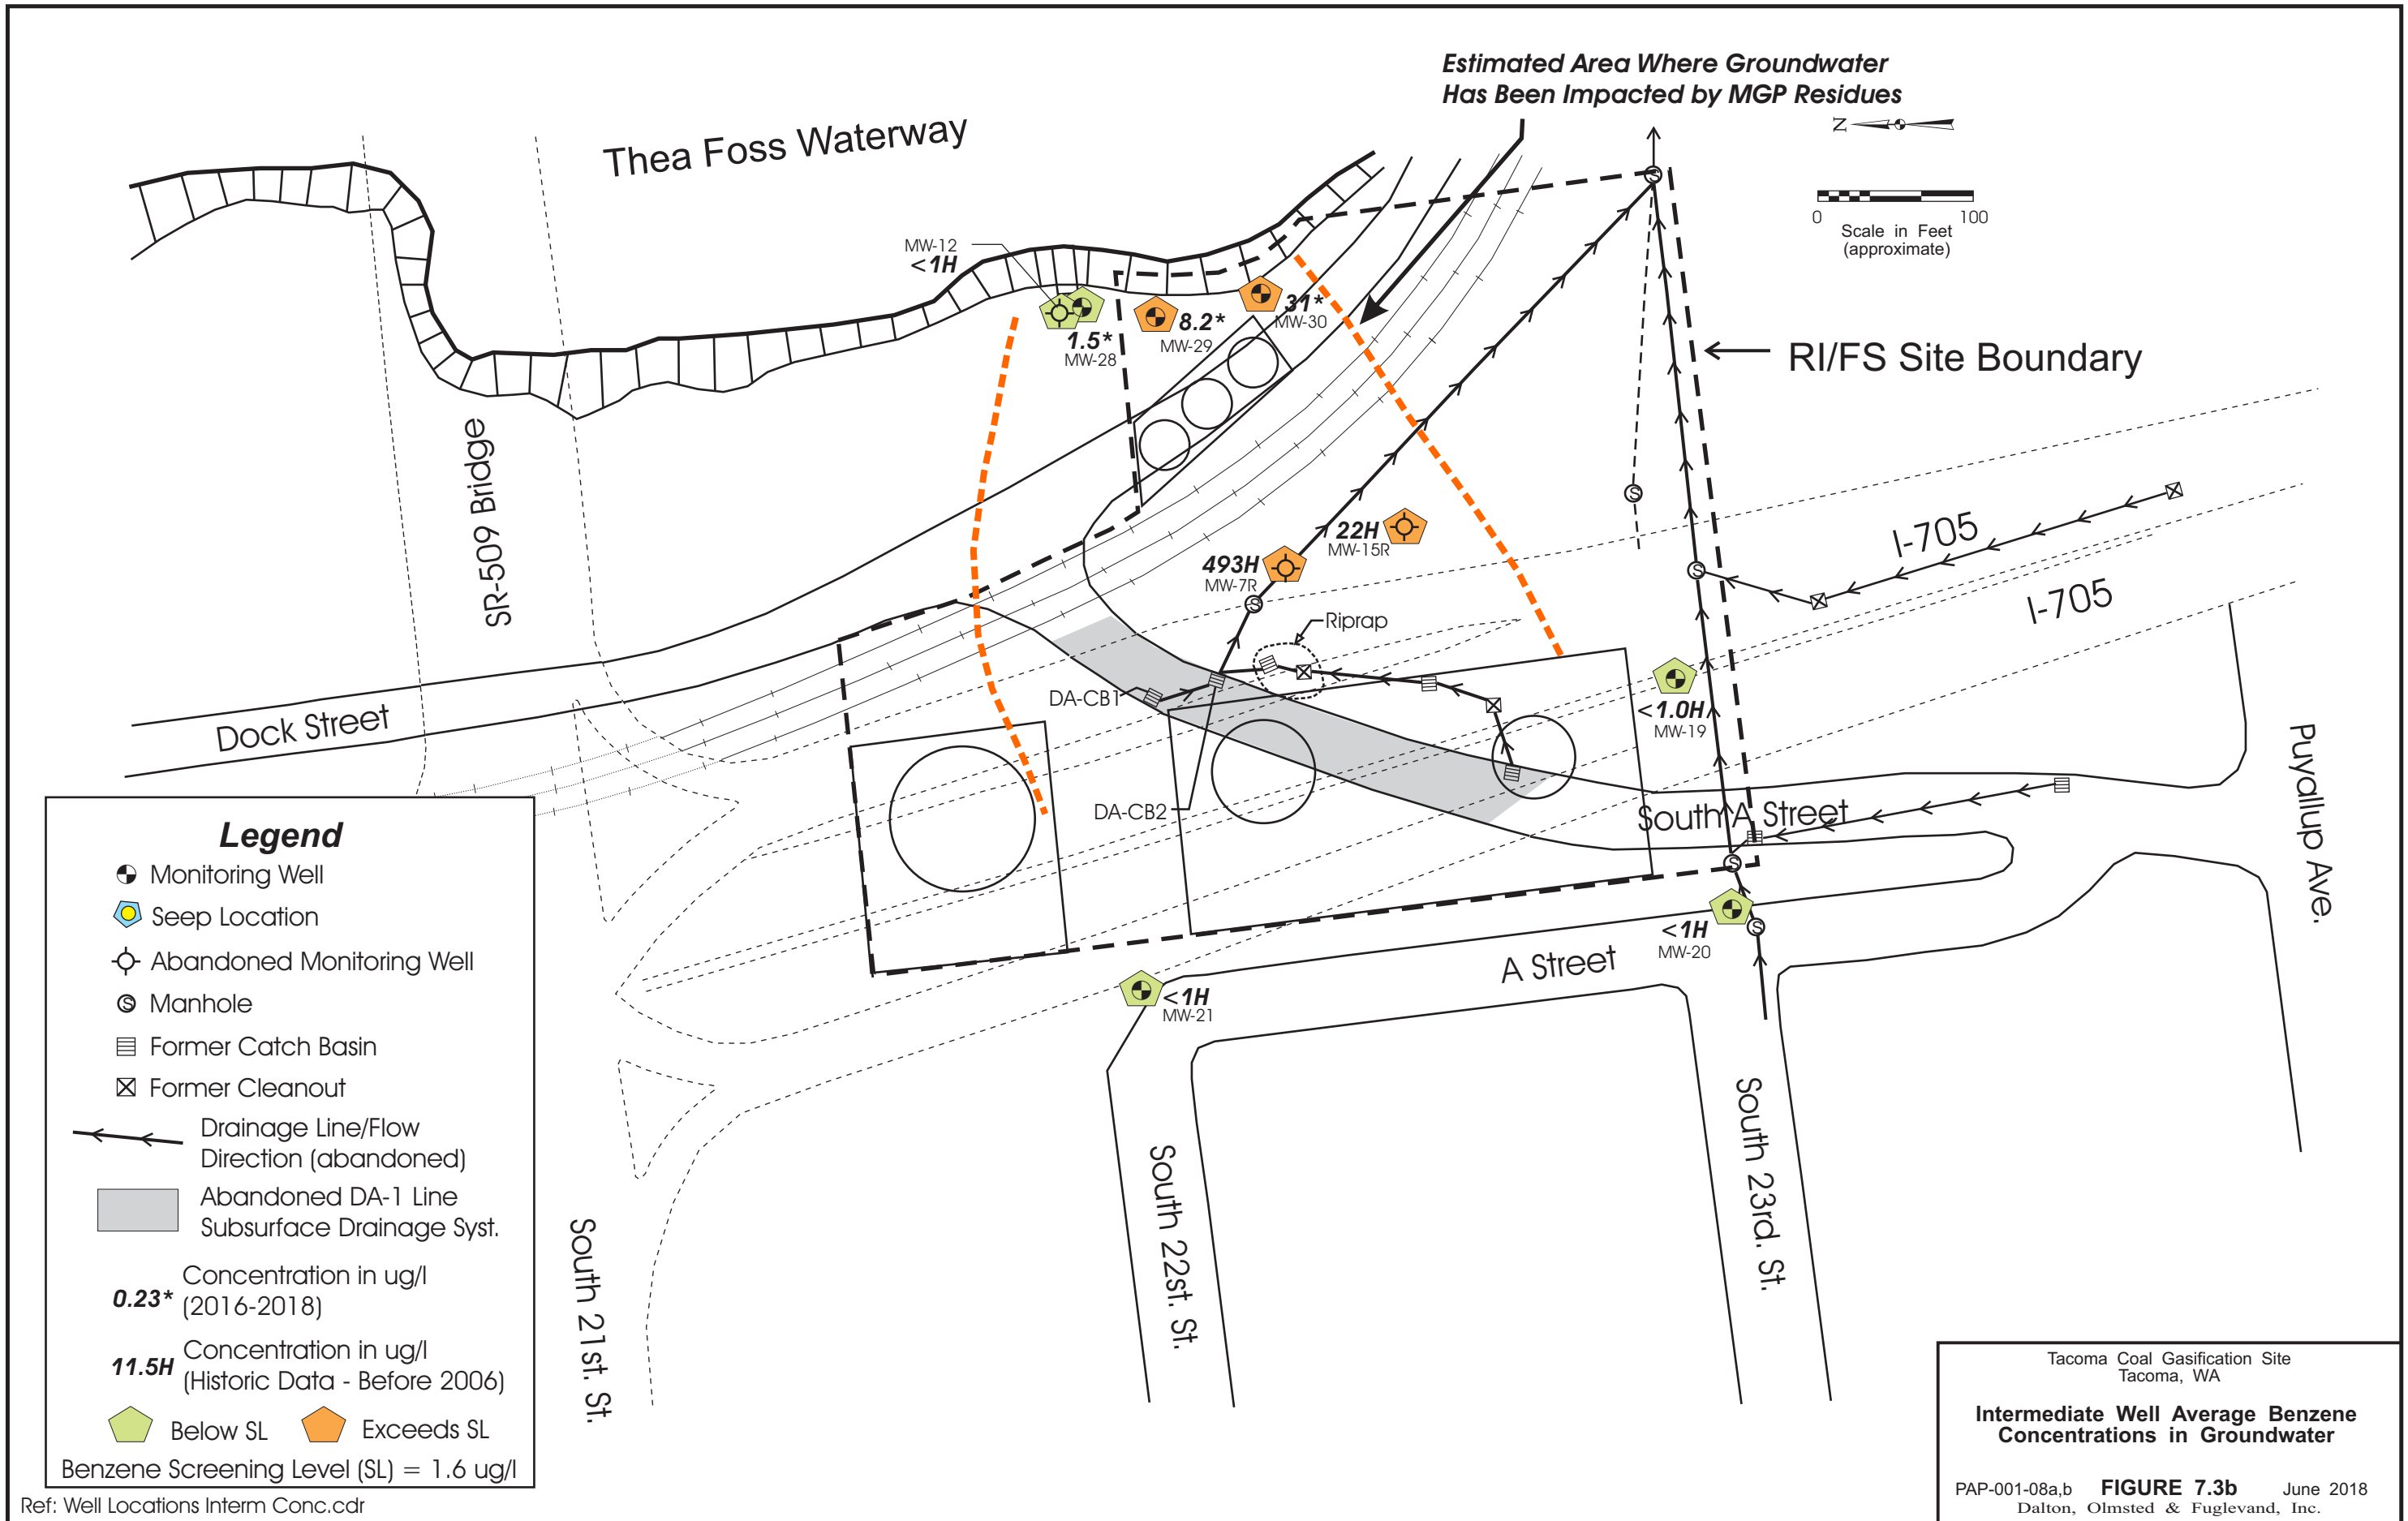 Estimated Area Where Groundwater
Has Been Impacted by MGP Residues
N
Thea Foss Waterway
0 100
Scale in Feet
(approximate)
MW-12
<1H
31*
MW-30
8.2*
MW-29
1.5*
MW-28
RI/FS Site Boundary
SR-509 Bridge
I-705
22H
MW-15R
493H
MW-7R
I-705
Riprap
DA-CB1
<1.0H
MW-19
Dock Street
DA-CB2
South A Street
Puyallup Ave.
<1H
MW-20
A Street
<1H
MW-21
South 21st. St.
South 22st. St.
South 23rd. St.
Legend
Monitoring Well
Seep Location
Abandoned Monitoring Well
S Manhole
Former Catch Basin
Former Cleanout
Drainage Line/Flow
Direction (abandoned)
Abandoned DA-1 Line
Subsurface Drainage Syst.
0.23* Concentration in ug/l
(2016-2018)
11.5H Concentration in ug/l
(Historic Data - Before 2006)
Below SL Exceeds SL
Benzene Screening Level (SL) = 1.6 ug/l
Ref: Well Locations Interm Conc.cdr
Tacoma Coal Gasification Site
Tacoma, WA
Intermediate Well Average Benzene
Concentrations in Groundwater
PAP-001-08a,b FIGURE 7.3b June 2018
Dalton, Olmsted & Fuglevand, Inc.